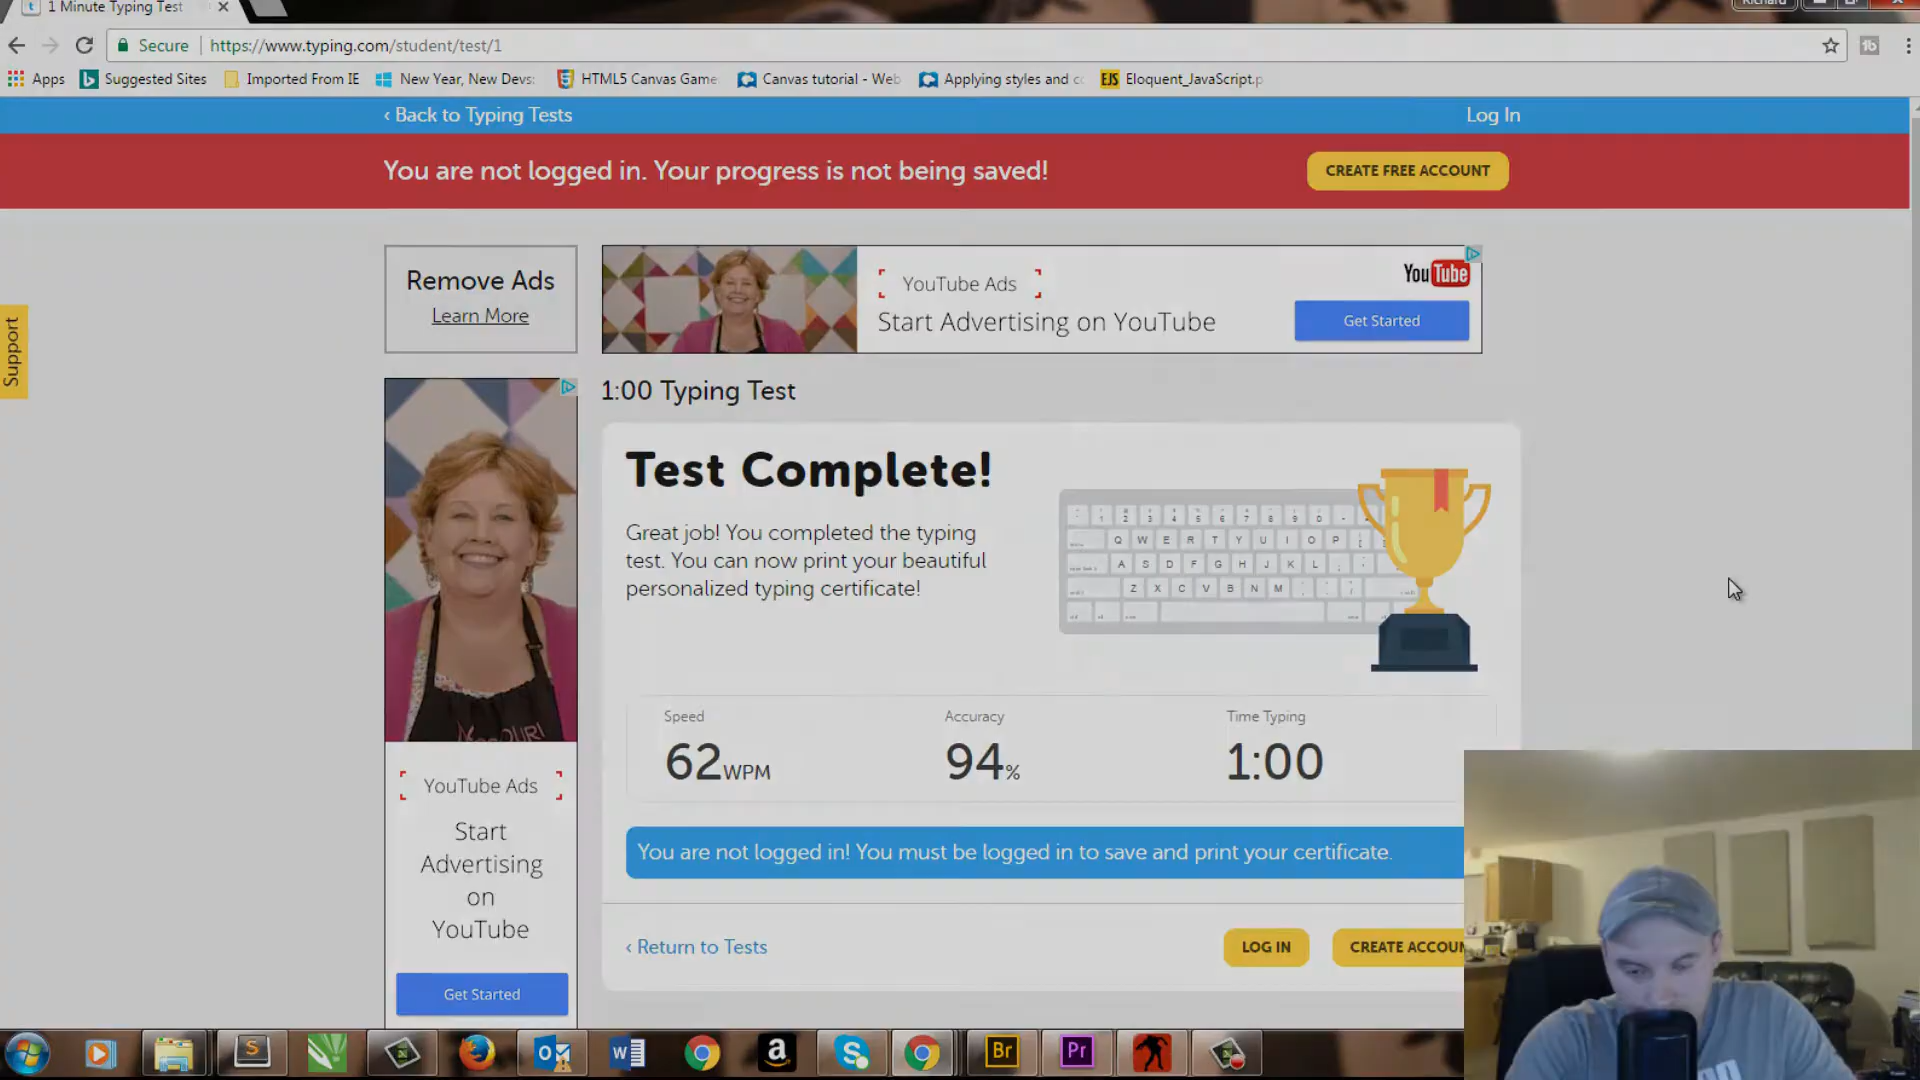 1 Minute Typing Test
Richard
Secure
https://www.typing.com/student/test/1
Apps
Suggested Sites
Imported From IE
New Year, New Devs:
HTML5 Canvas Game
Canvas tutorial - Web
Applying styles and co
EJS
Eloquent_JavaScript.p
‹ Back to Typing Tests
Log In
You are not logged in. Your progress is not being saved!
CREATE FREE ACCOUNT
Support
Remove Ads
Learn More
YouTube Ads
Start Advertising on YouTube
YouTube
Get Started
1:00 Typing Test
Test Complete!
Great job! You completed the typing
test. You can now print your beautiful
personalized typing certificate!
Q W E R T Y U I O P
A S D F G H J K L
Z X C V B N M
Speed
Accuracy
Time Typing
62WPM
94%
1:00
You are not logged in! You must be logged in to save and print your certificate.
‹ Return to Tests
LOG IN
CREATE ACCOUN
YouTube Ads
Start
Advertising
on
YouTube
Get Started
Br
Pr